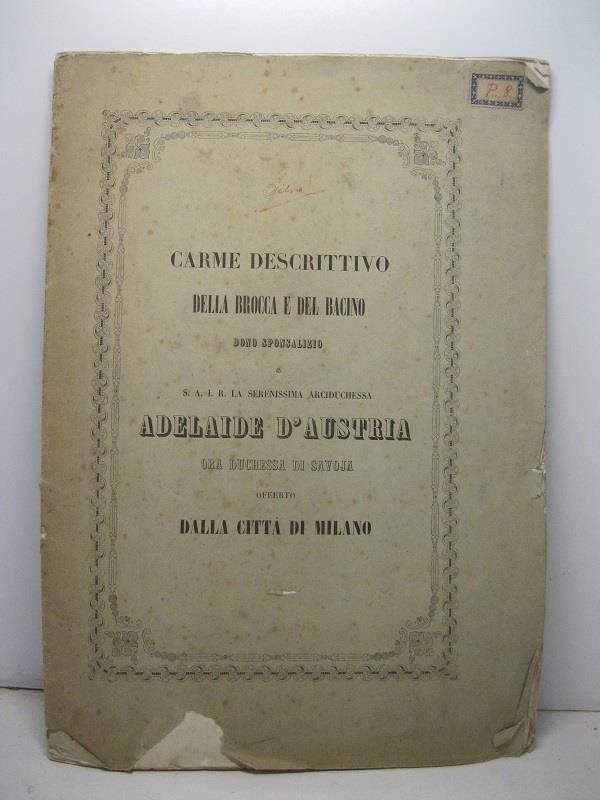 P. 8.
Silva
CARME DESCRITTIVO
DELLA BROCCA E DEL BACINO
DONO SPONSALIZIO
A
S. A. I. R. LA SERENISSIMA ARCIDUCHESSA
ADELAIDE D'AUSTRIA
ORA DUCHESSA DI SAVOJA
OFFERTO
DALLA CITTÀ DI MILANO